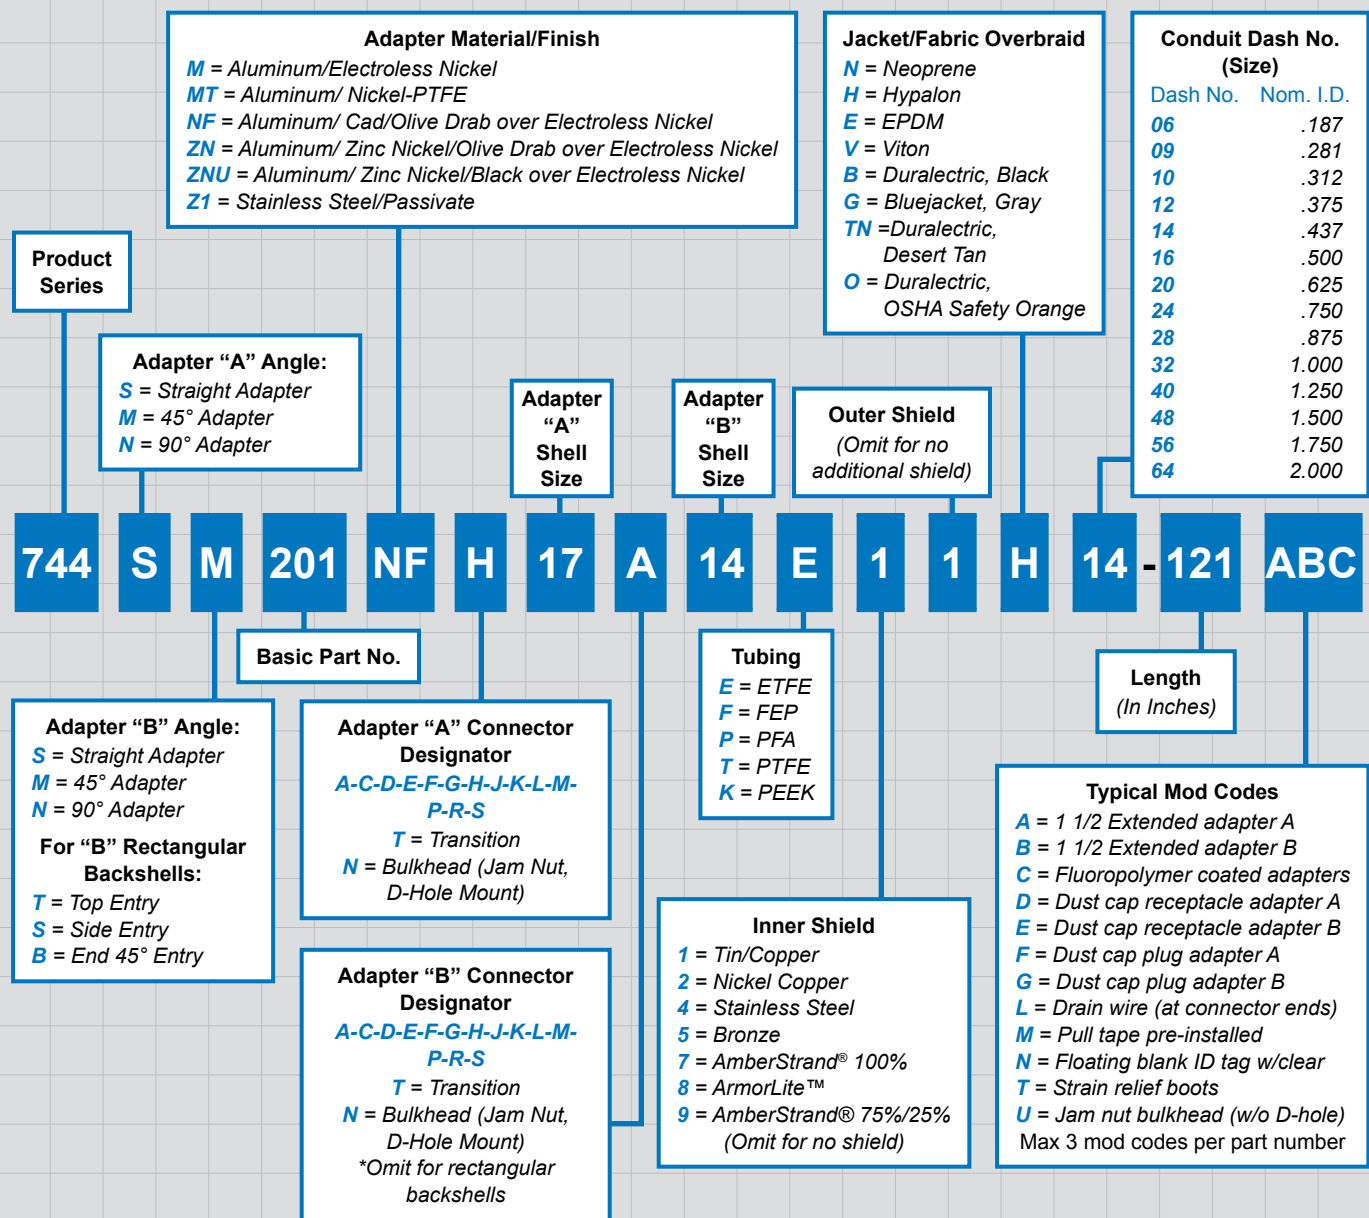 Adapter Material/Finish
M = Aluminum/Electroless Nickel
MT = Aluminum/ Nickel-PTFE
NF = Aluminum/ Cad/Olive Drab over Electroless Nickel
ZN = Aluminum/ Zinc Nickel/Olive Drab over Electroless Nickel
ZNU = Aluminum/ Zinc Nickel/Black over Electroless Nickel
Z1 = Stainless Steel/Passivate
Jacket/Fabric Overbraid
N = Neoprene
H = Hypalon
E = EPDM
V = Viton
B = Duralectric, Black
G = Bluejacket, Gray
TN =Duralectric,
Desert Tan
O = Duralectric,
OSHA Safety Orange
Conduit Dash No.
(Size)
Dash No. Nom. I.D.
06 .187
09 .281
10 .312
12 .375
14 .437
16 .500
20 .625
24 .750
28 .875
32 1.000
40 1.250
48 1.500
56 1.750
64 2.000
Product
Series
Adapter “A” Angle:
S = Straight Adapter
M = 45° Adapter
N = 90° Adapter
Adapter
“A”
Shell
Size
Adapter
“B”
Shell
Size
Outer Shield
(Omit for no
additional shield)
744 S M 201 NF H 17 A 14 E 1 1 H 14 - 121 ABC
Basic Part No.
Adapter “B” Angle:
S = Straight Adapter
M = 45° Adapter
N = 90° Adapter
For “B” Rectangular
Backshells:
T = Top Entry
S = Side Entry
B = End 45° Entry
Adapter “A” Connector
Designator
A-C-D-E-F-G-H-J-K-L-M-
P-R-S
T = Transition
N = Bulkhead (Jam Nut,
D-Hole Mount)
Adapter “B” Connector
Designator
A-C-D-E-F-G-H-J-K-L-M-
P-R-S
T = Transition
N = Bulkhead (Jam Nut,
D-Hole Mount)
*Omit for rectangular
backshells
Tubing
E = ETFE
F = FEP
P = PFA
T = PTFE
K = PEEK
Inner Shield
1 = Tin/Copper
2 = Nickel Copper
4 = Stainless Steel
5 = Bronze
7 = AmberStrand® 100%
8 = ArmorLite™
9 = AmberStrand® 75%/25%
(Omit for no shield)
Length
(In Inches)
Typical Mod Codes
A = 1 1/2 Extended adapter A
B = 1 1/2 Extended adapter B
C = Fluoropolymer coated adapters
D = Dust cap receptacle adapter A
E = Dust cap receptacle adapter B
F = Dust cap plug adapter A
G = Dust cap plug adapter B
L = Drain wire (at connector ends)
M = Pull tape pre-installed
N = Floating blank ID tag w/clear
T = Strain relief boots
U = Jam nut bulkhead (w/o D-hole)
Max 3 mod codes per part number